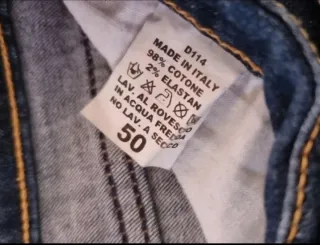 D114
MADE IN ITALY
98% COTONE
2% ELASTAN
LAV. AL ROVESCIO
IN ACQUA FREDDA
NO LAV. A SECCO
50